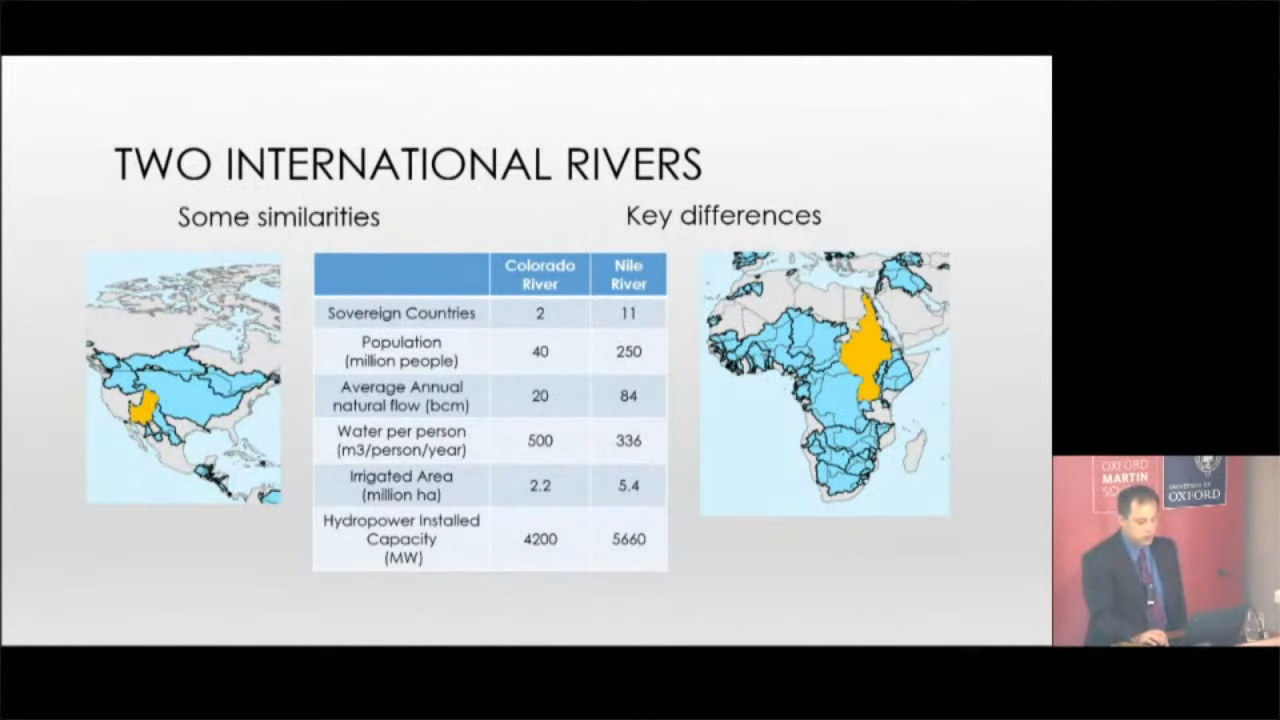 TWO INTERNATIONAL RIVERS
Some similarities
Key differences
Colorado River
Nile River
Sovereign Countries
2
11
Population
(million people)
40
250
Average Annual
natural flow (bcm)
20
84
Water per person
(m3/person/year)
500
336
Irrigated Area
(million ha)
2.2
5.4
Hydropower Installed
Capacity
(MW)
4200
5660
OXFORD
MARTIN
UNIVERSITY OF
OXFORD